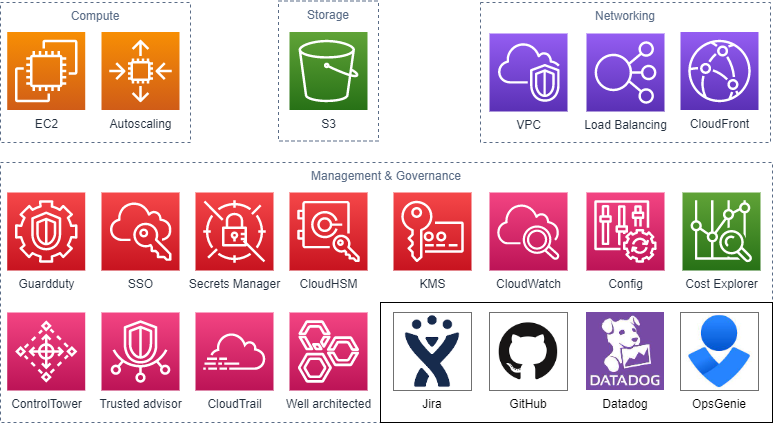 Compute
Storage
Networking
EC2
Autoscaling
S3
VPC
Load Balancing
CloudFront
Management & Governance
Guardduty
SSO
Secrets Manager
CloudHSM
KMS
CloudWatch
Config
Cost Explorer
DATADOG
ControlTower
Trusted advisor
CloudTrail
Well architected
Jira
GitHub
Datadog
OpsGenie